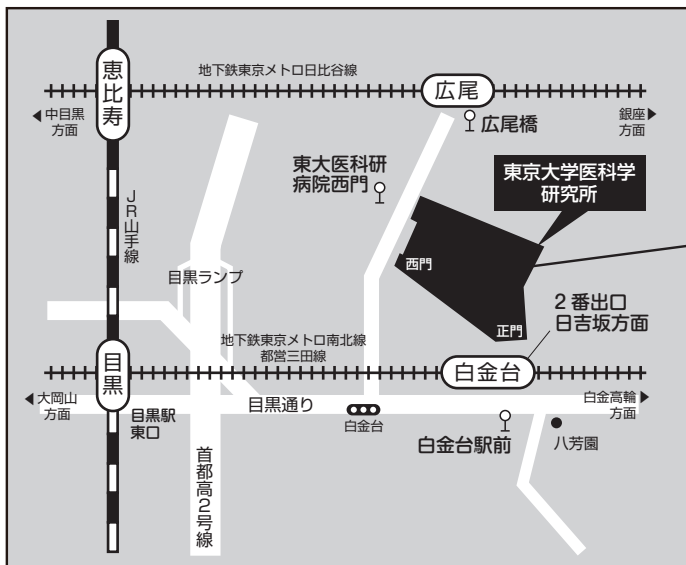 地下鉄東京メトロ日比谷線
恵比寿
広尾
中目黒
方面
広尾橋
銀座
方面
東大医科研
病院西門
東京大学医科学
研究所
JR山手線
西門
目黒ランプ
正門
2番出口
日吉坂方面
地下鉄東京メトロ南北線
都営三田線
目黒
白金台
大岡山
方面
目黒駅
東口
目黒通り
白金台
白金台駅前
八芳園
白金高輪
方面
首都高2号線